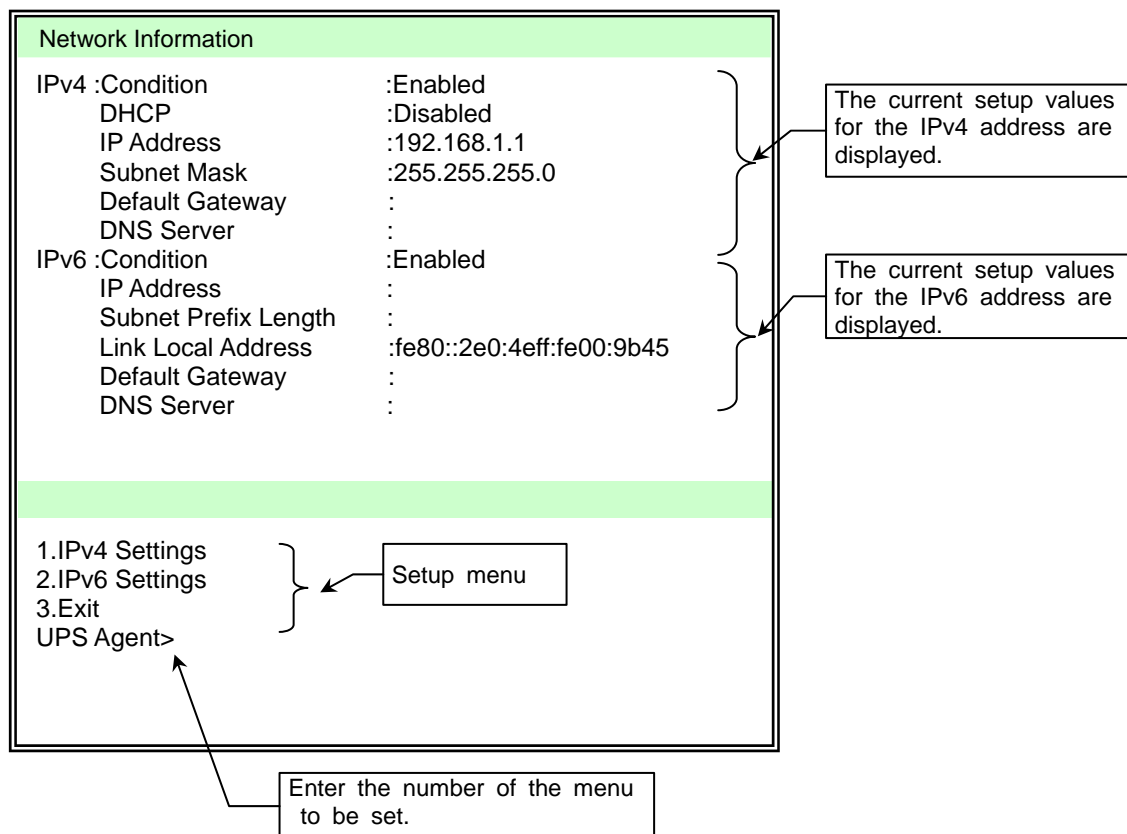 Network Information
IPv4 :Condition :Enabled
DHCP :Disabled
IP Address :192.168.1.1
Subnet Mask :255.255.255.0
Default Gateway :
DNS Server :
IPv6 :Condition :Enabled
IP Address :
Subnet Prefix Length :
Link Local Address :fe80::2e0:4eff:fe00:9b45
Default Gateway :
DNS Server :
The current setup values
for the IPv4 address are
displayed.
The current setup values
for the IPv6 address are
displayed.
1.IPv4 Settings
2.IPv6 Settings
3.Exit
UPS Agent>
Setup menu
Enter the number of the menu
to be set.